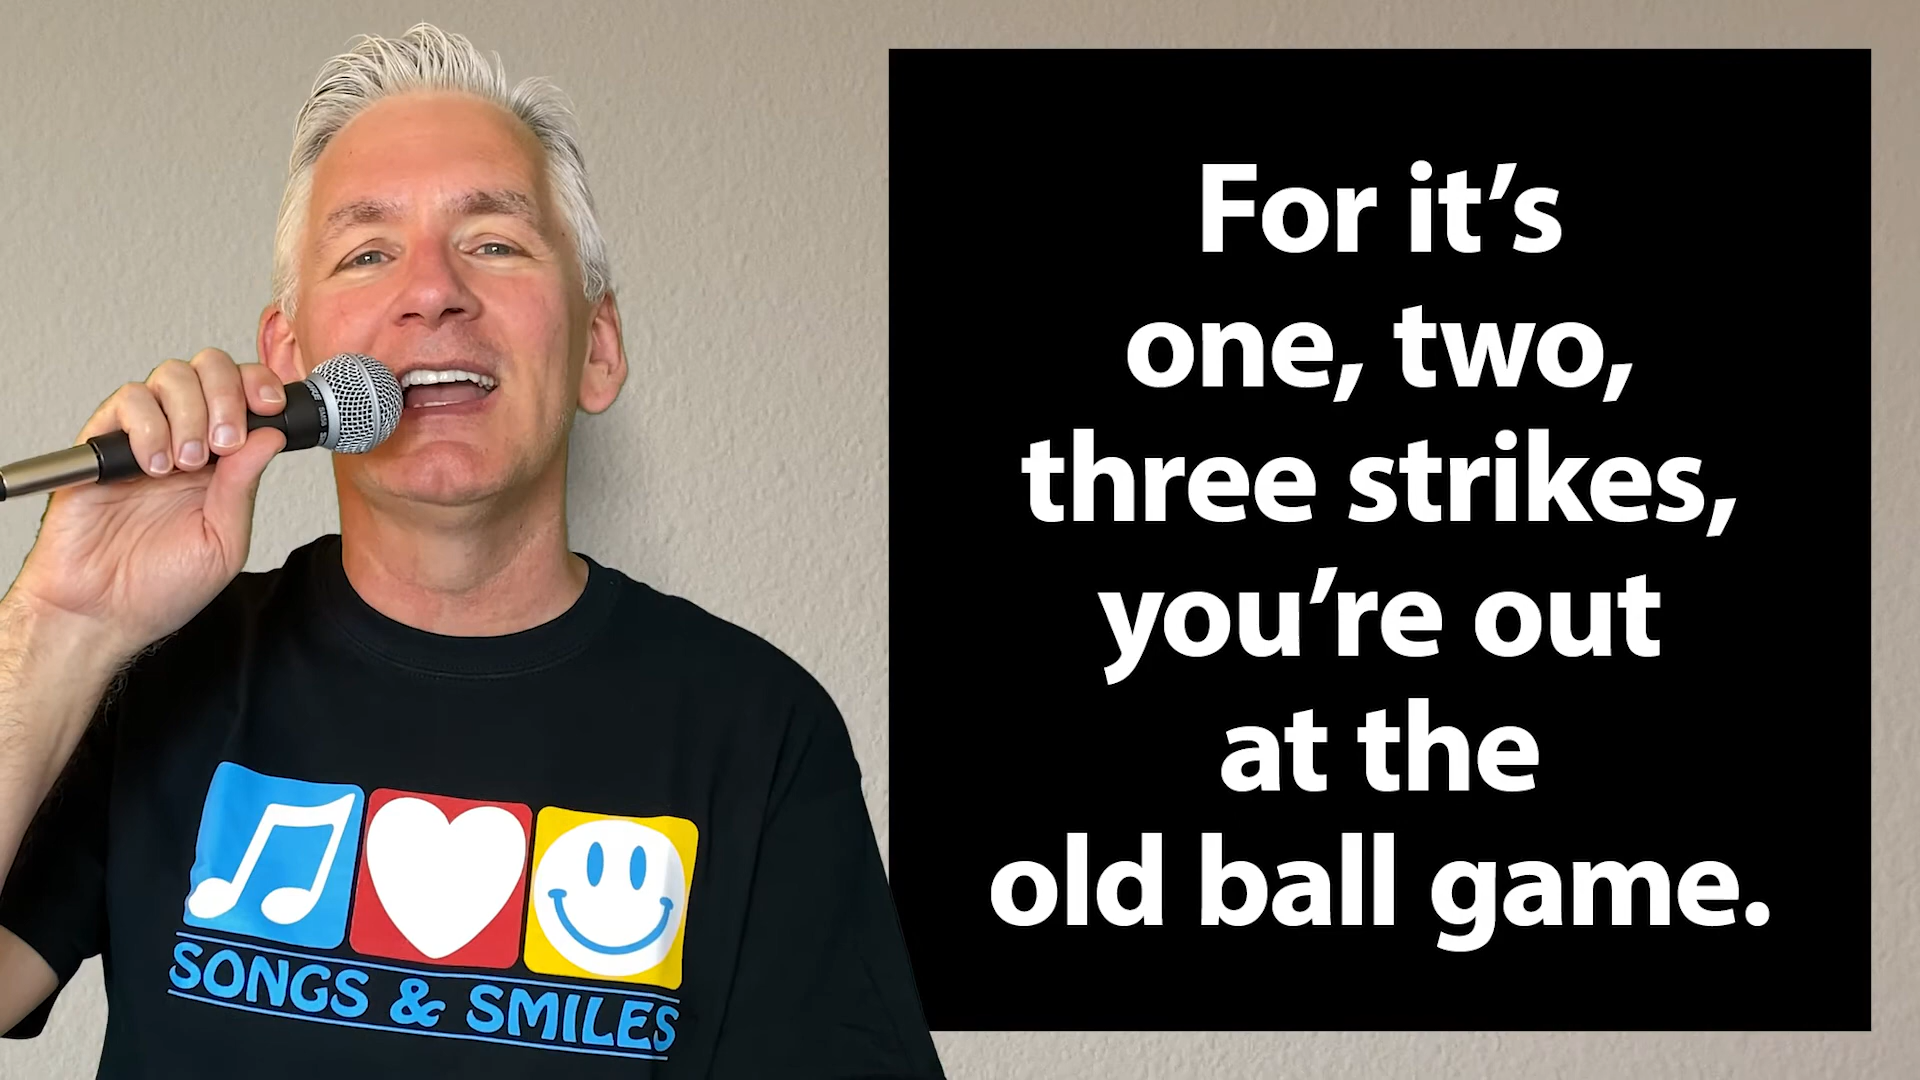 For it’s
one, two,
three strikes,
you’re out
at the
old ball game.
SONGS & SMILES